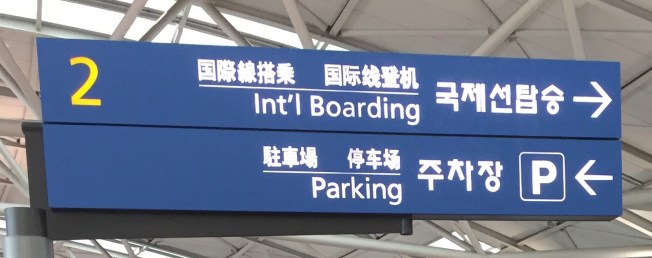 2 国際線搭乗 国际线登机 국제선탑승 →
Int'l Boarding
駐車場 停车场 주차장 P ←
Parking